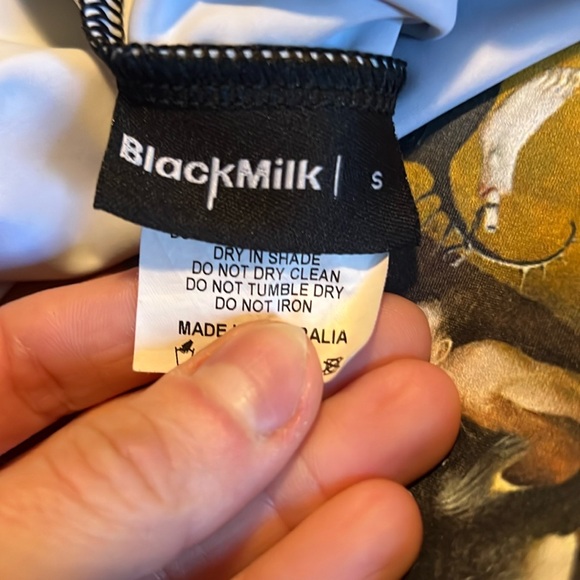 BlackMilk | S
DRY IN SHADE
DO NOT DRY CLEAN
DO NOT TUMBLE DRY
DO NOT IRON
MADE